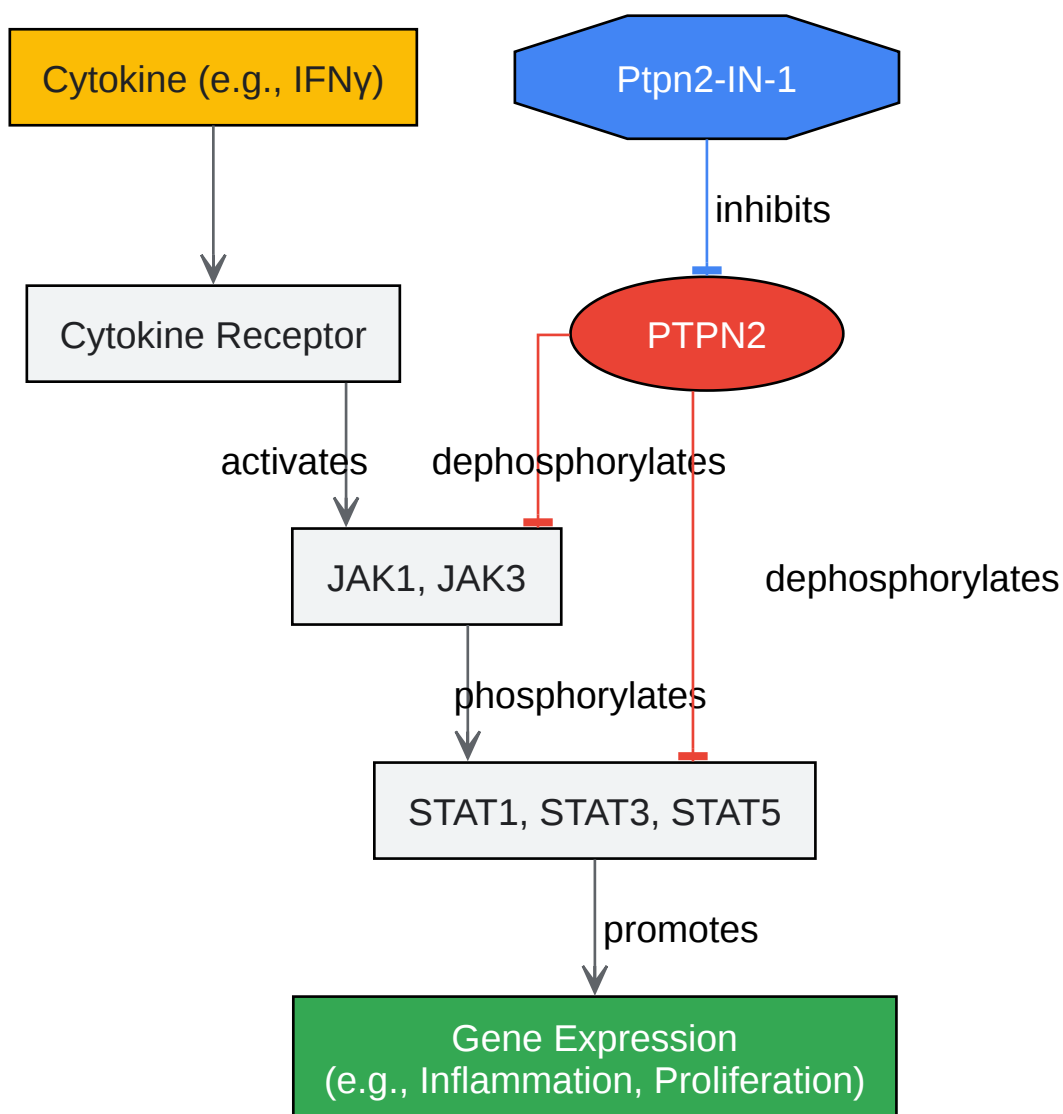 Cytokine (e.g., IFNγ)
Ptpn2-IN-1
inhibits
Cytokine Receptor
PTPN2
activates
dephosphorylates
JAK1, JAK3
dephosphorylates
phosphorylates
STAT1, STAT3, STAT5
promotes
Gene Expression
(e.g., Inflammation, Proliferation)